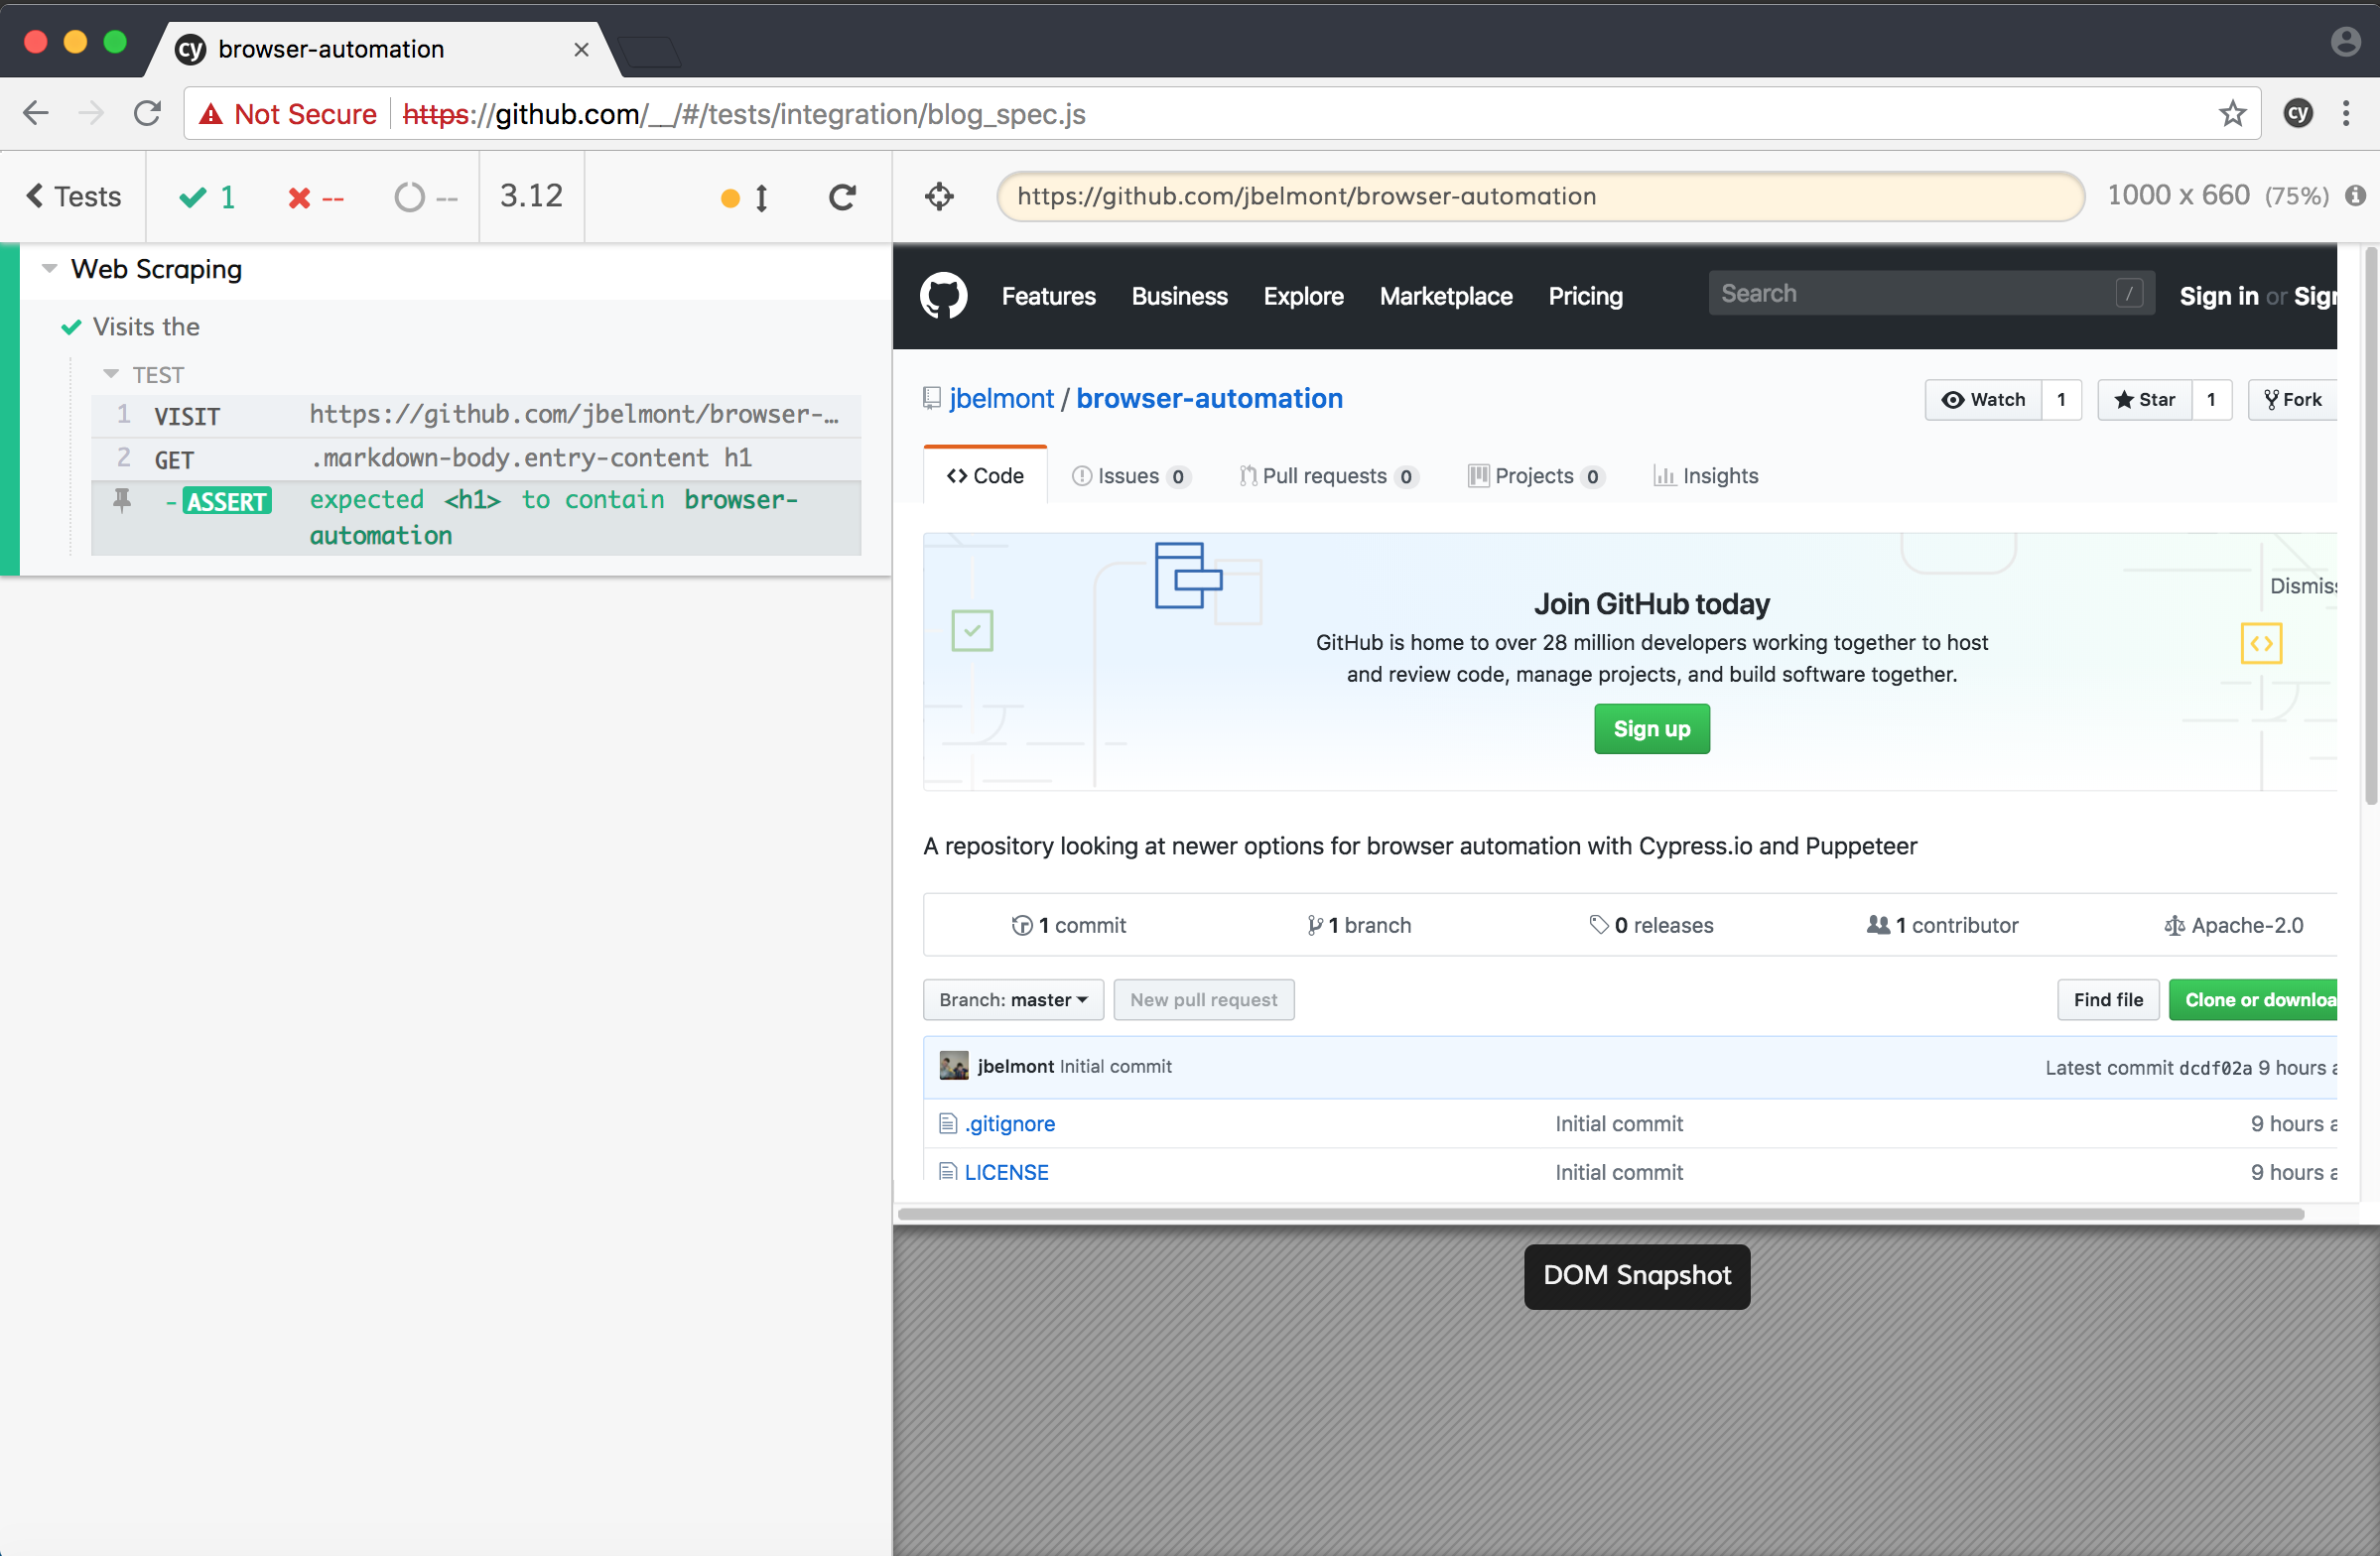 cy browser-automation
Not Secure https://github.com/__/#/tests/integration/blog_spec.js
cy
Tests 1 -- -- 3.12
https://github.com/jbelmont/browser-automation 1000 x 660 (75%)
Web Scraping
Visits the
TEST
1 VISIT https://github.com/jbelmont/browser-…
2 GET .markdown-body.entry-content h1
- ASSERT expected <h1> to contain browser-
automation
Features Business Explore Marketplace Pricing Search / Sign in or Sign
jbelmont / browser-automation
Watch 1 Star 1 Fork
Code Issues 0 Pull requests 0 Projects 0 Insights
Dismiss
Join GitHub today
GitHub is home to over 28 million developers working together to host
and review code, manage projects, and build software together.
Sign up
A repository looking at newer options for browser automation with Cypress.io and Puppeteer
1 commit 1 branch 0 releases 1 contributor Apache-2.0
Branch: master New pull request Find file Clone or downloa
jbelmont Initial commit Latest commit dcdf02a 9 hours a
.gitignore Initial commit 9 hours a
LICENSE Initial commit 9 hours a
DOM Snapshot